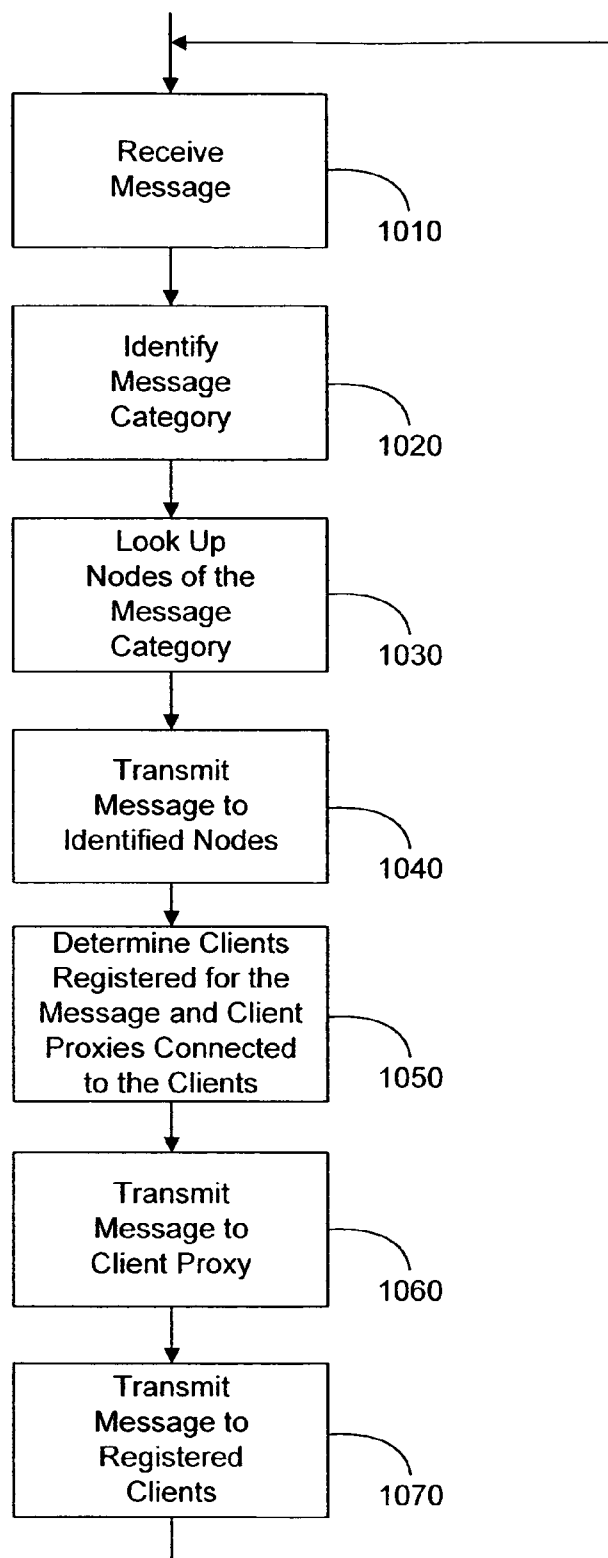 Receive
Message
1010
Identify
Message
Category
1020
Look Up
Nodes of the
Message
Category
1030
Transmit
Message to
Identified Nodes
1040
Determine Clients
Registered for the
Message and Client
Proxies Connected
to the Clients
1050
Transmit
Message to
Client Proxy
1060
Transmit
Message to
Registered
Clients
1070